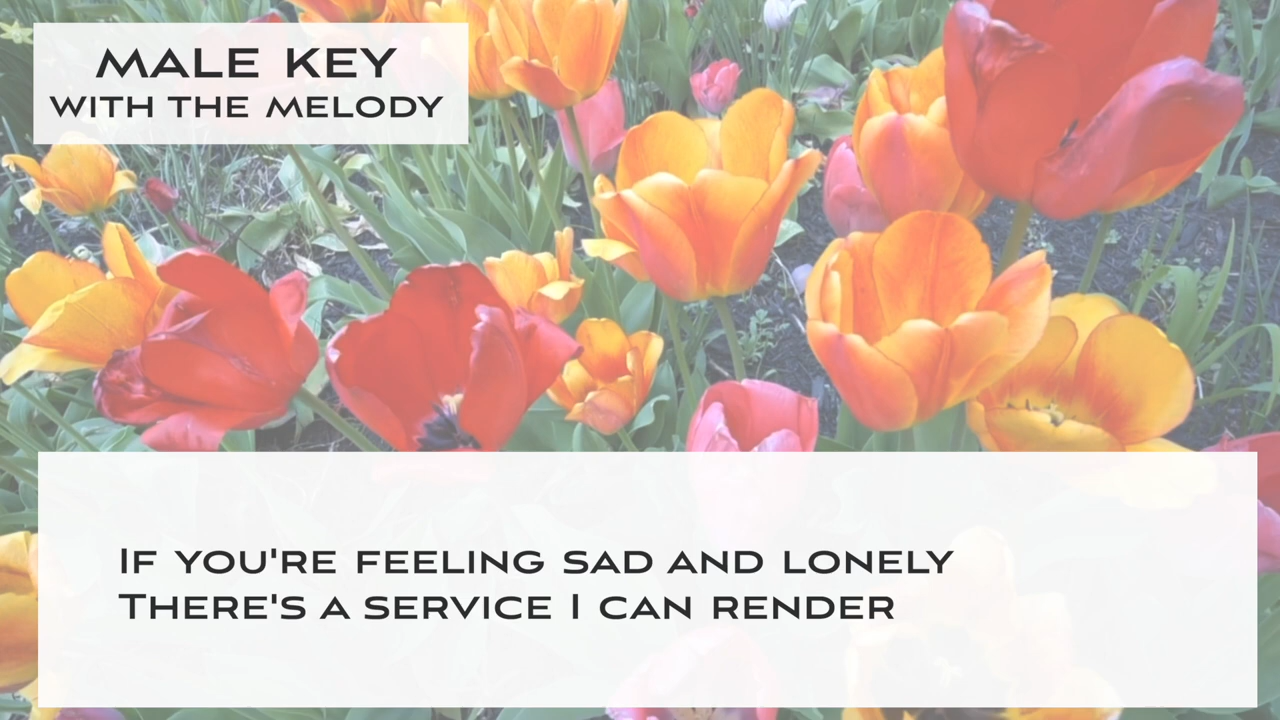 MALE KEY
WITH THE MELODY
IF YOU'RE FEELING SAD AND LONELY
THERE'S A SERVICE I CAN RENDER